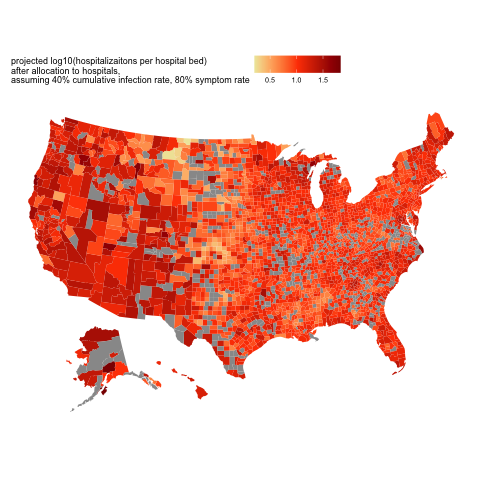 projected log10(hospitalizaitons per hospital bed)
after allocation to hospitals,
assuming 40% cumulative infection rate, 80% symptom rate
0.5 1.0 1.5